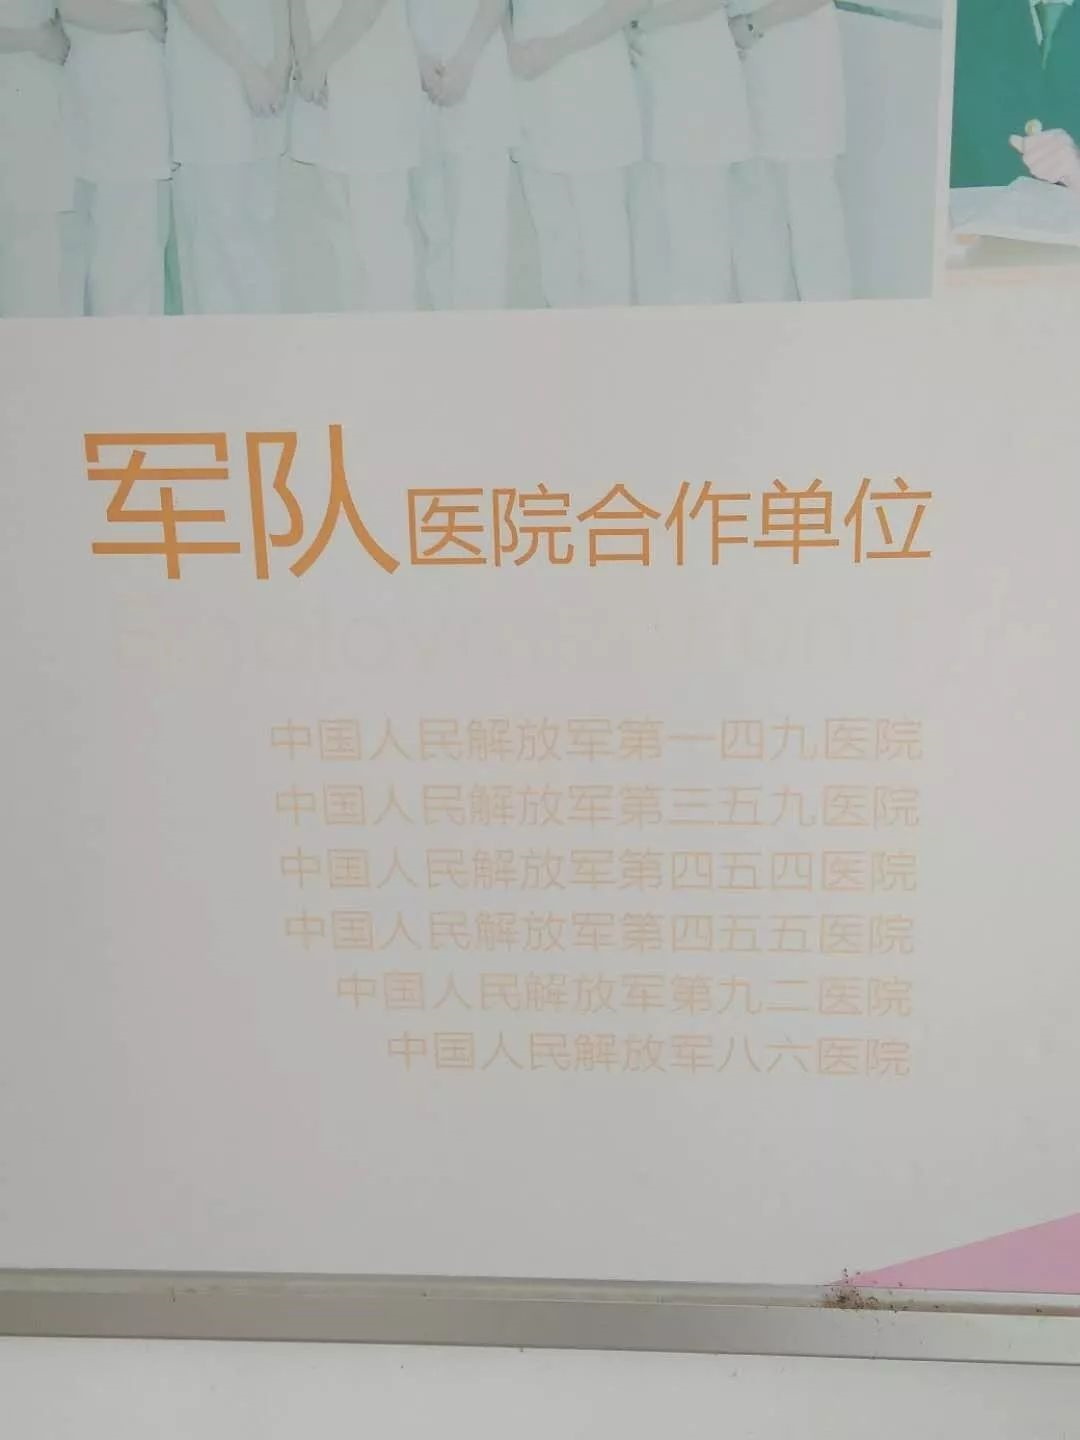 军队医院合作单位
中国人民解放军第一四九医院
中国人民解放军第三五九医院
中国人民解放军第四五四医院
中国人民解放军第四五五医院
中国人民解放军第九二医院
中国人民解放军八六医院